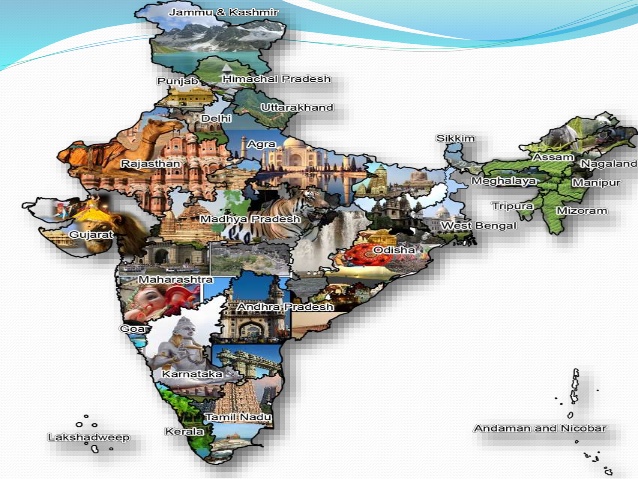 Jammu & Kashmir
Punjab
Himachal Pradesh
Uttarakhand
Delhi
Agra
Sikkim
Rajasthan
Assam
Nagaland
Meghalaya
Manipur
Tripura
Mizoram
Madhya Pradesh
West Bengal
Gujarat
Odisha
Maharashtra
Andhra Pradesh
Goa
Karnataka
Tamil Nadu
Kerala
Lakshadweep
Andaman and Nicobar